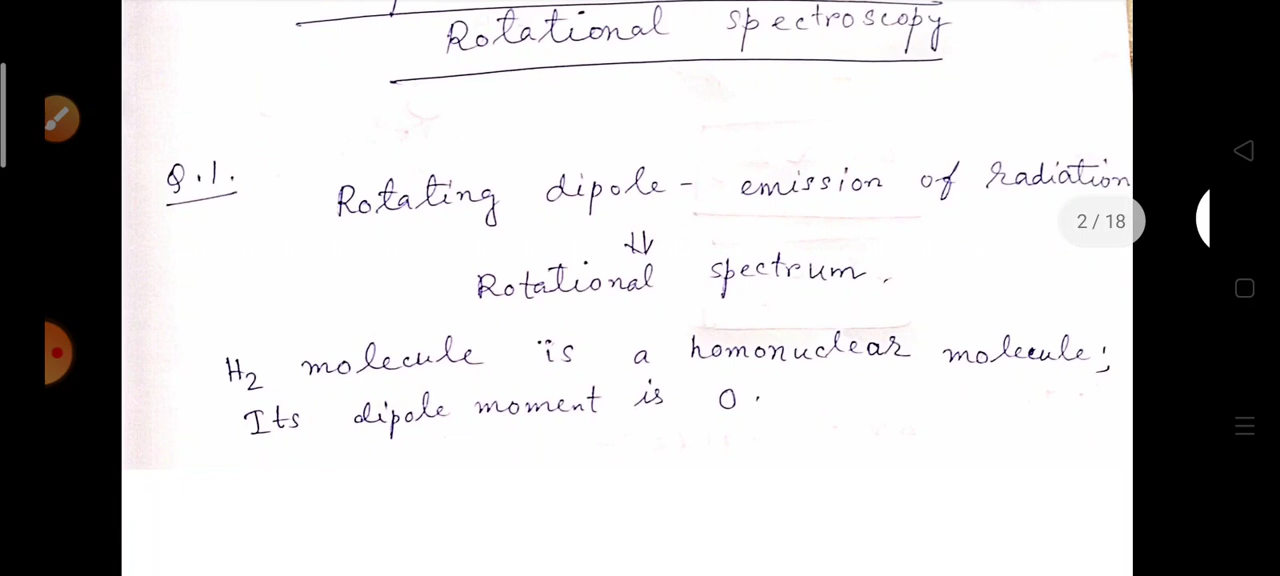 Rotational spectroscopy
Q.1. Rotating dipole - emission of radiation
2 / 18
⇓
Rotational spectrum.
H2 molecule is a homonuclear molecule;
Its dipole moment is 0.